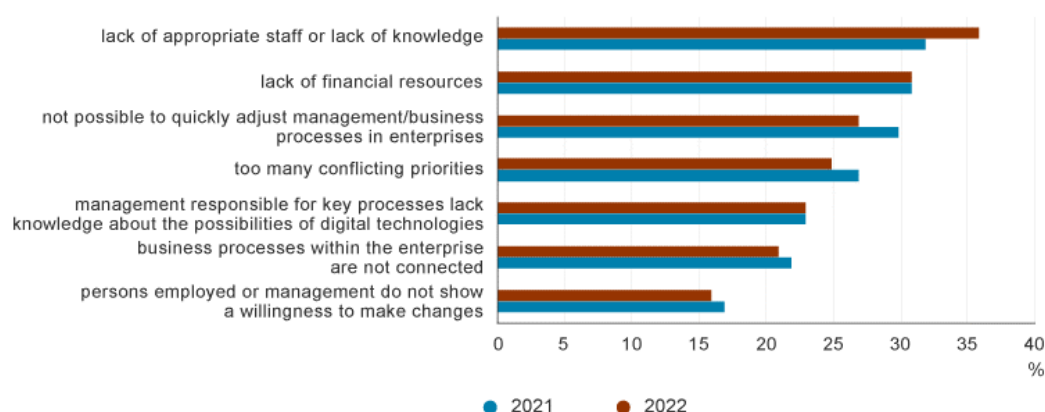 lack of appropriate staff or lack of knowledge
lack of financial resources
not possible to quickly adjust management/business
processes in enterprises
too many conflicting priorities
management responsible for key processes lack
knowledge about the possibilities of digital technologies
business processes within the enterprise
are not connected
persons employed or management do not show
a willingness to make changes
0 5 10 15 20 25 30 35 40
%
2021 2022